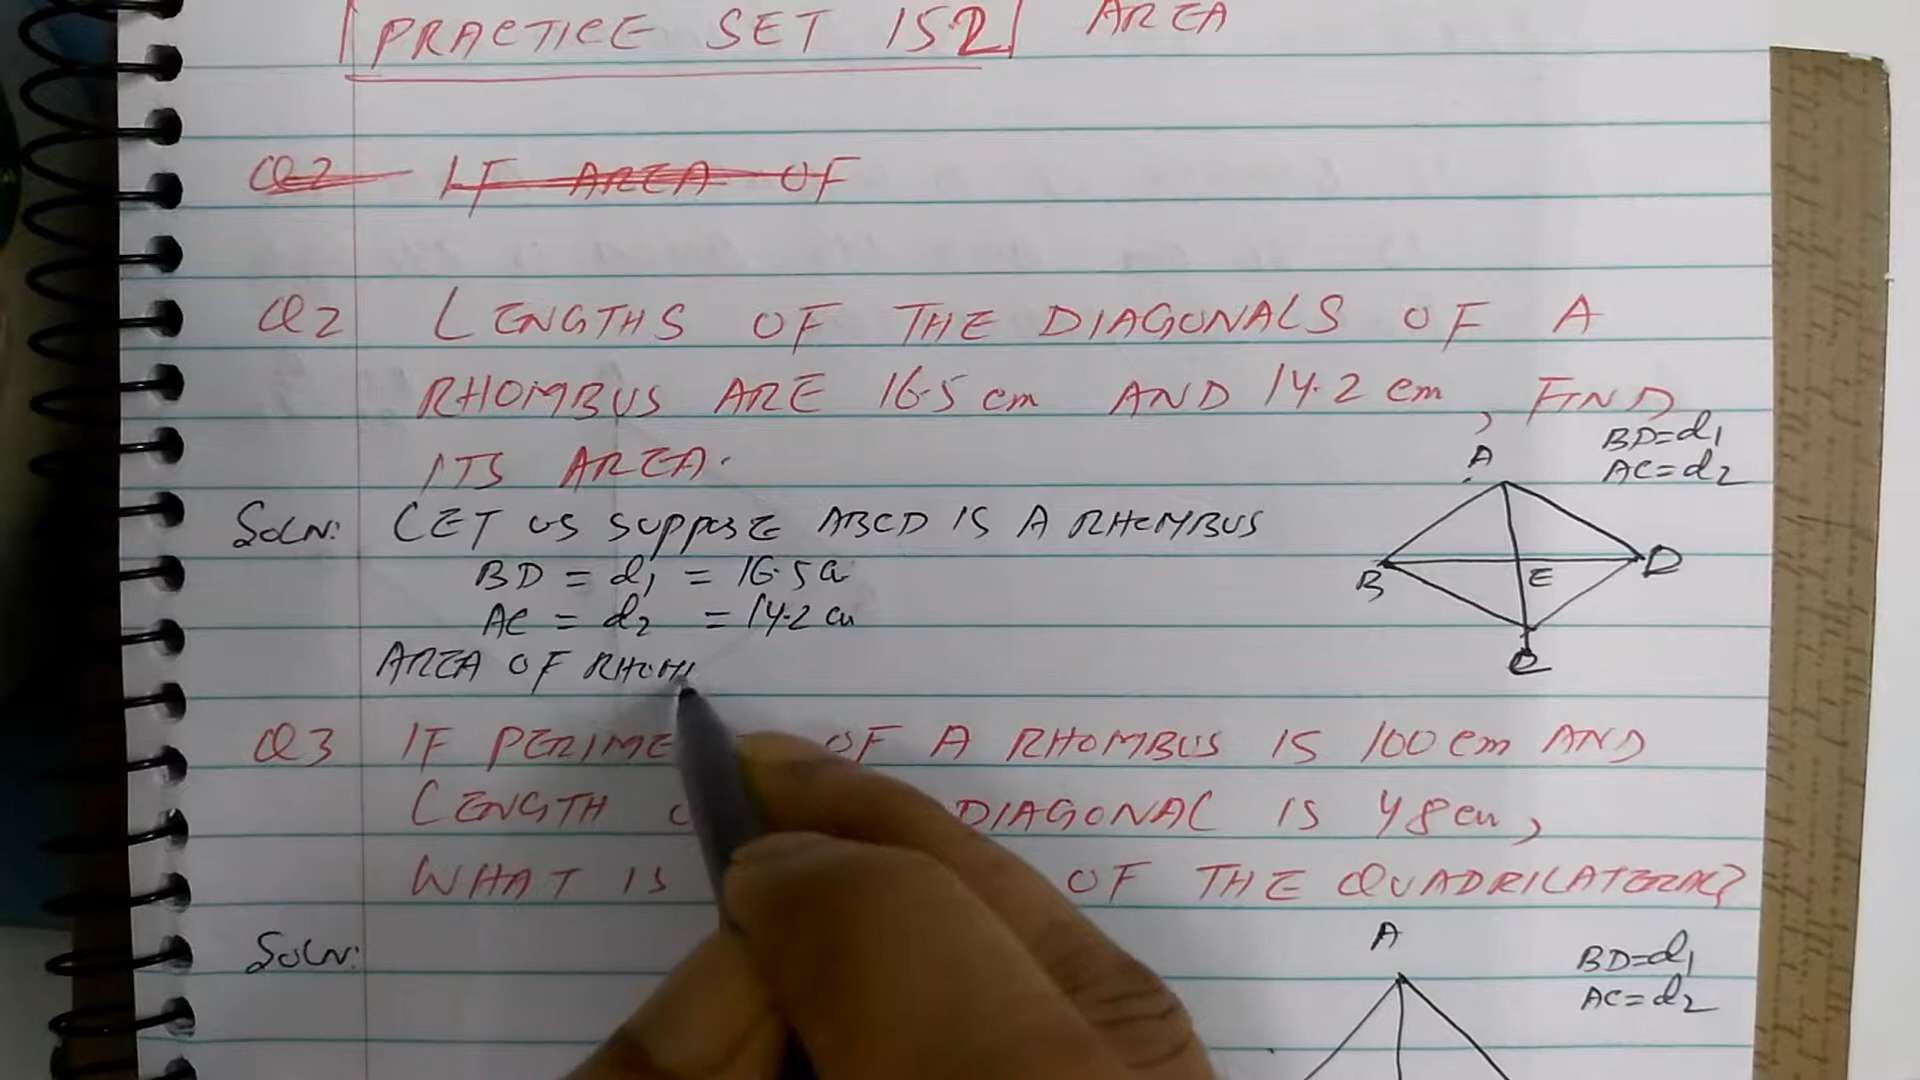 PRACTICE SET 152 AREA
Q2 IF AREA OF
Q2 LENGTHS OF THE DIAGONALS OF A
RHOMBUS ARE 16.5 cm AND 14.2 cm, FIND
ITS AREA.
BD=d1
AC=d2
A
B
E
D
C
SOLN: LET US SUPPOSE ABCD IS A RHOMBUS
BD = d1 = 16.5 c
AC = d2 = 14.2 cm
AREA OF RHOM
Q3 IF PERIME OF A RHOMBUS IS 100 cm AND
LENGTH O DIAGONAL IS 48 cm,
WHAT IS OF THE QUADRILATERAL?
SOLN:
A
BD=d1
AC=d2